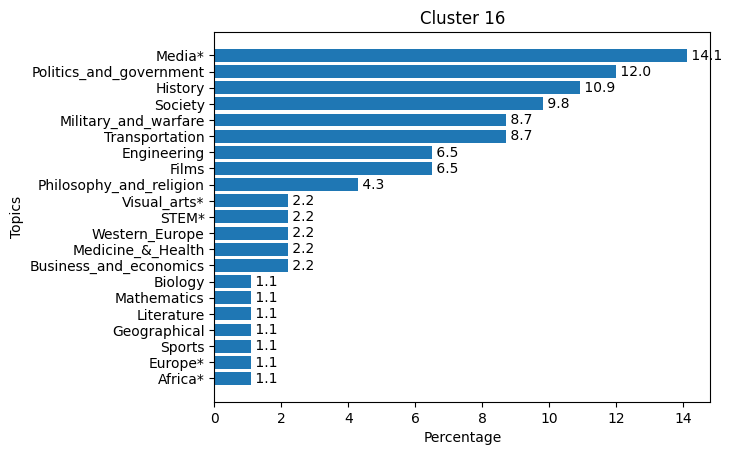 Cluster 16
Media* 14.1
Politics_and_government 12.0
History 10.9
Society 9.8
Military_and_warfare 8.7
Transportation 8.7
Engineering 6.5
Films 6.5
Philosophy_and_religion 4.3
Visual_arts* 2.2
STEM* 2.2
Western_Europe 2.2
Medicine_&_Health 2.2
Business_and_economics 2.2
Biology 1.1
Mathematics 1.1
Literature 1.1
Geographical 1.1
Sports 1.1
Europe* 1.1
Africa* 1.1
0 2 4 6 8 10 12 14
Percentage
Topics